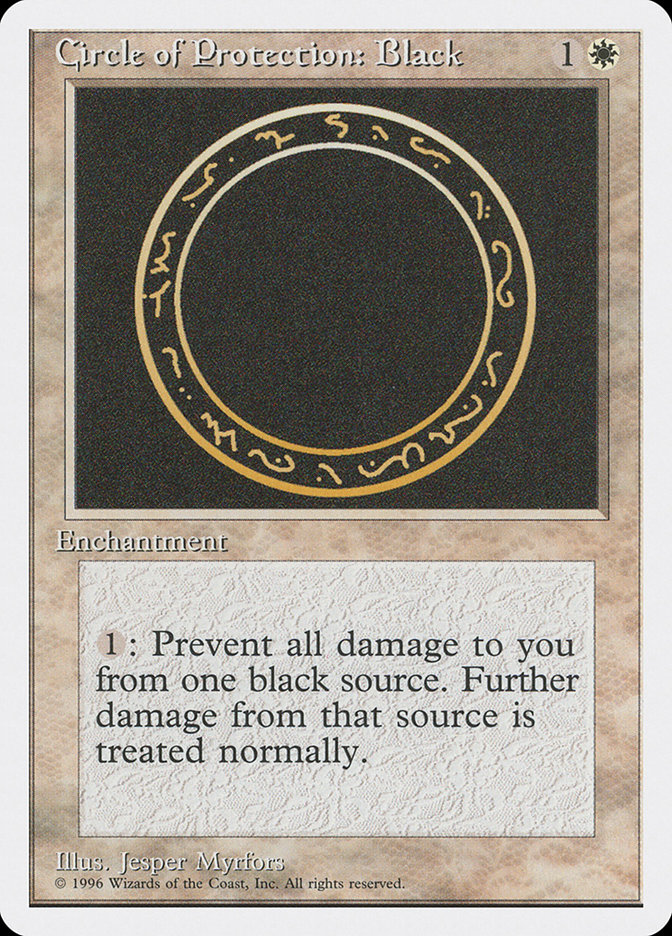 Circle of Protection: Black 1
Enchantment
1: Prevent all damage to you
from one black source. Further
damage from that source is
treated normally.
Illus. Jesper Myrfors
© 1996 Wizards of the Coast, Inc. All rights reserved.